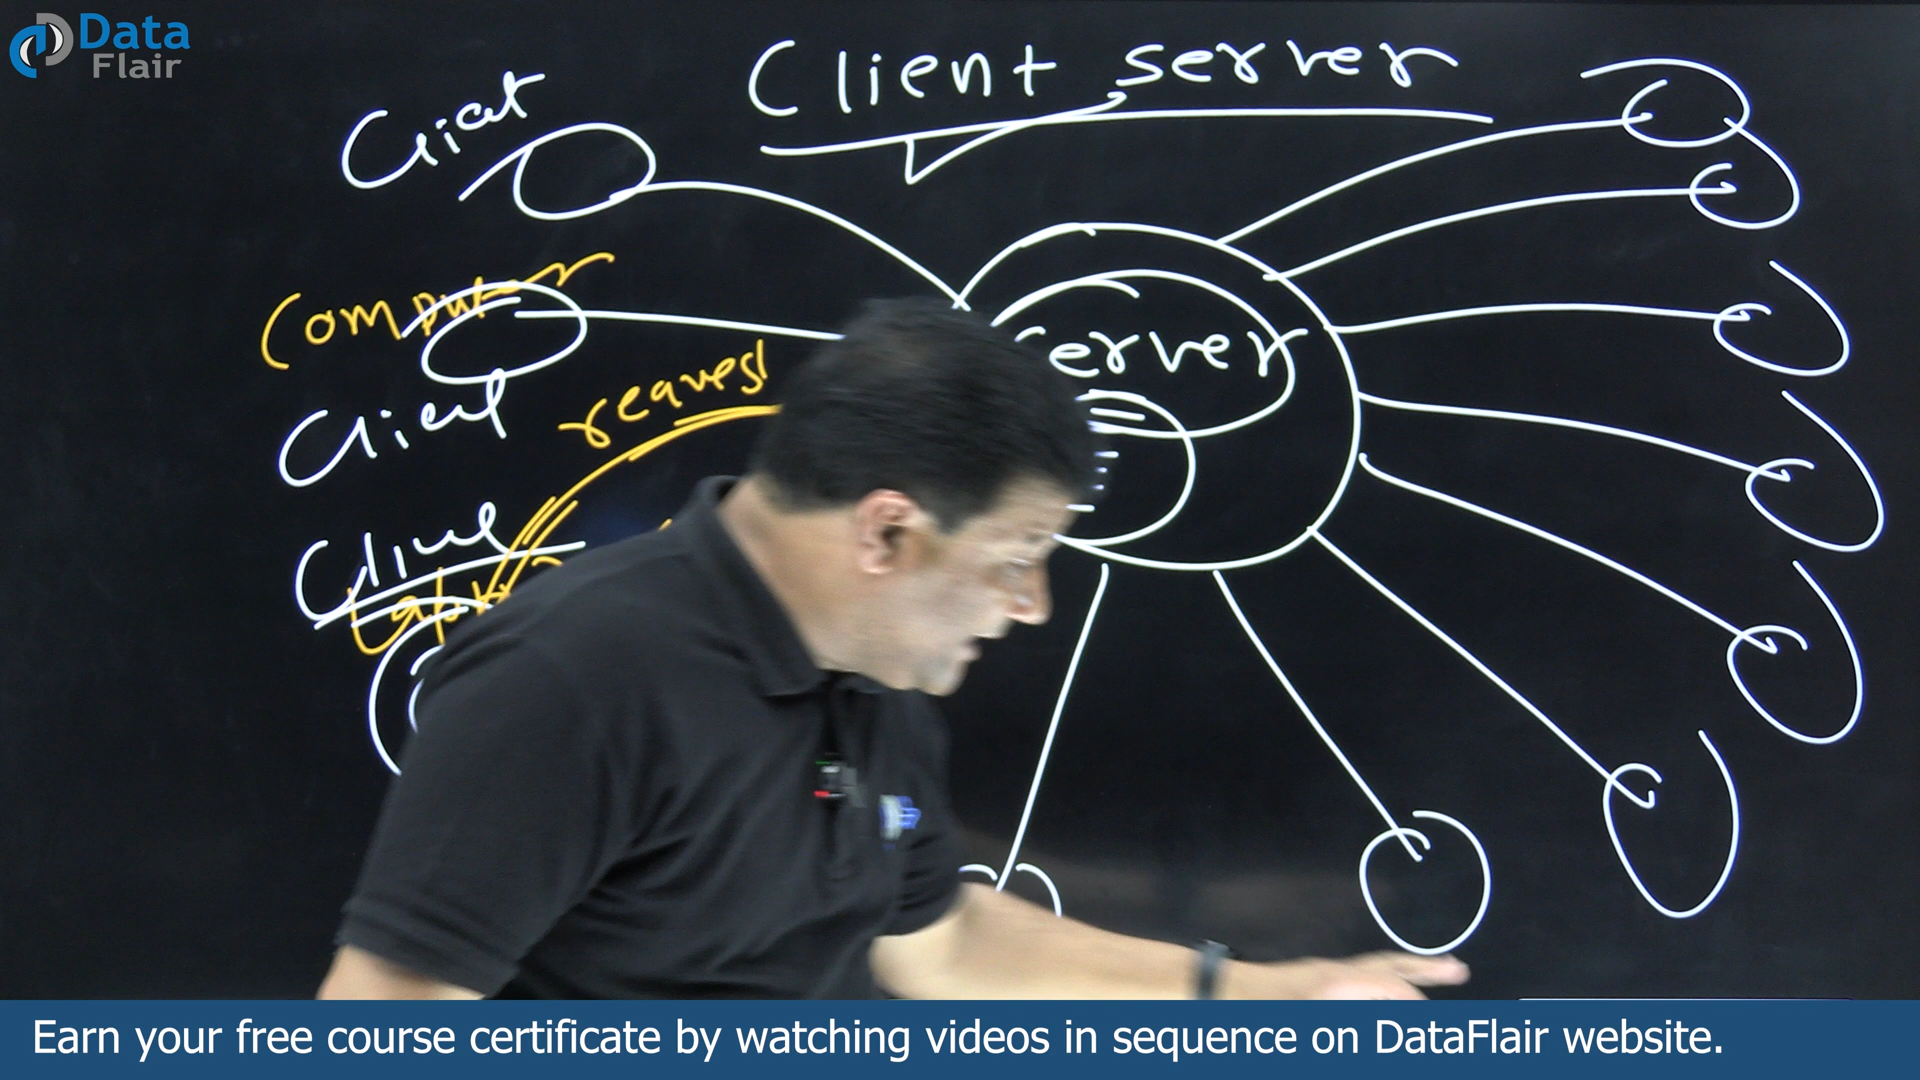 Data
Flair
Client server
Client
Computer
server
request
Client
Client
Earn your free course certificate by watching videos in sequence on DataFlair website.